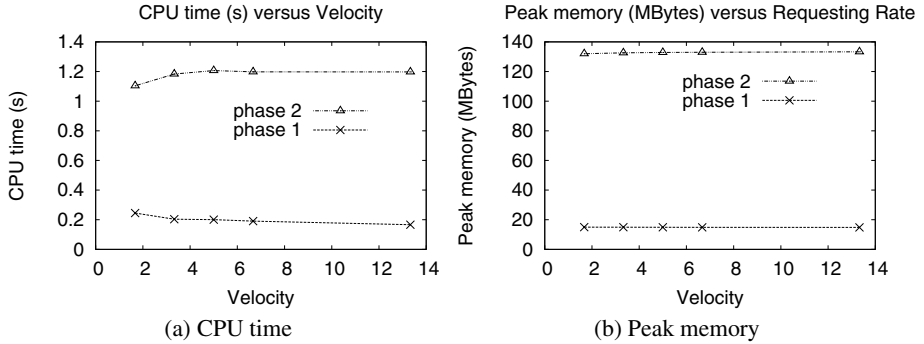 CPU time (s) versus Velocity
1.4
1.2
1
0.8
0.6
0.4
0.2
0
CPU time (s)
phase 2
phase 1
0 2 4 6 8 10 12 14
Velocity
(a) CPU time
Peak memory (MBytes) versus Requesting Rate
140
120
100
80
60
40
20
0
Peak memory (MBytes)
phase 2
phase 1
0 2 4 6 8 10 12 14
Velocity
(b) Peak memory